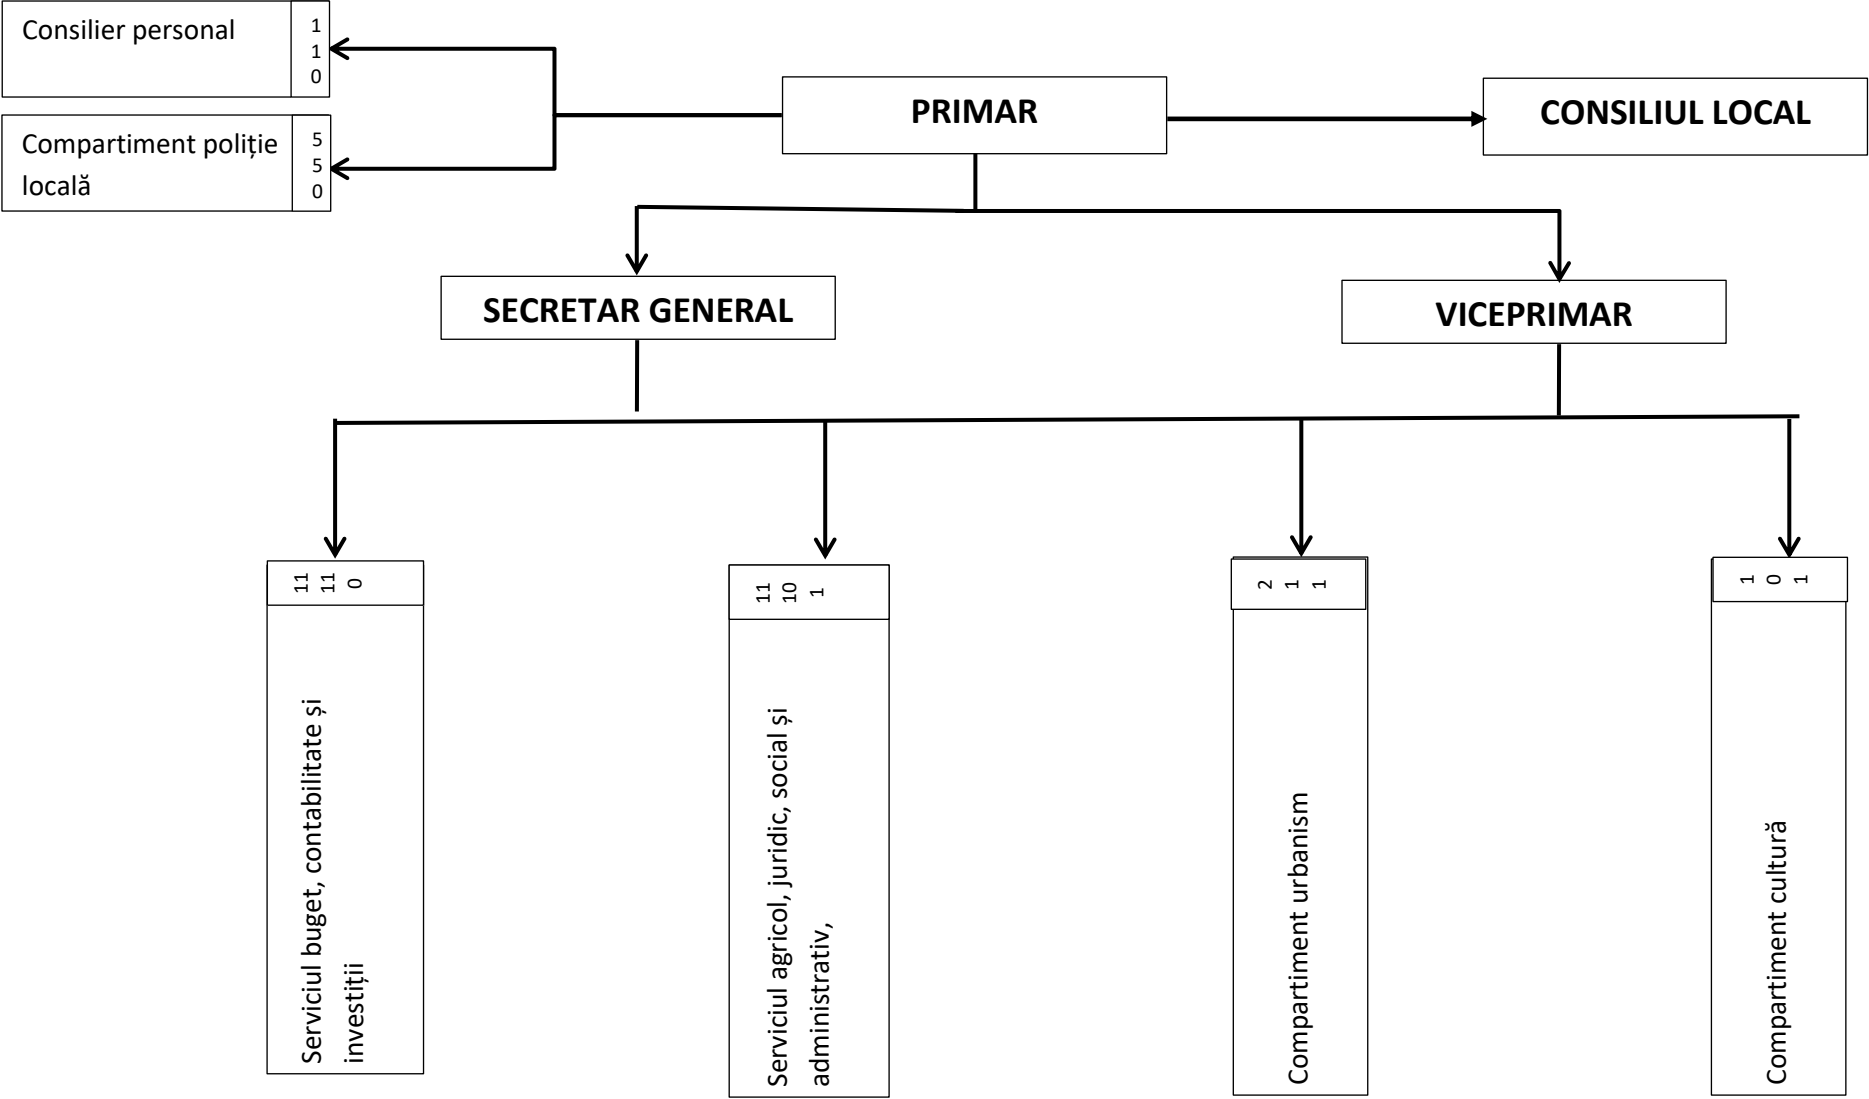 Consilier personal
1
1
0
PRIMAR
CONSILIUL LOCAL
Compartiment poliție
locală
5
5
0
SECRETAR GENERAL
VICEPRIMAR
11
11
0
Serviciul buget, contabilitate și
investiții
11
10
1
Serviciul agricol, juridic, social și
administrativ,
2
1
1
Compartiment urbanism
1
0
1
Compartiment cultură